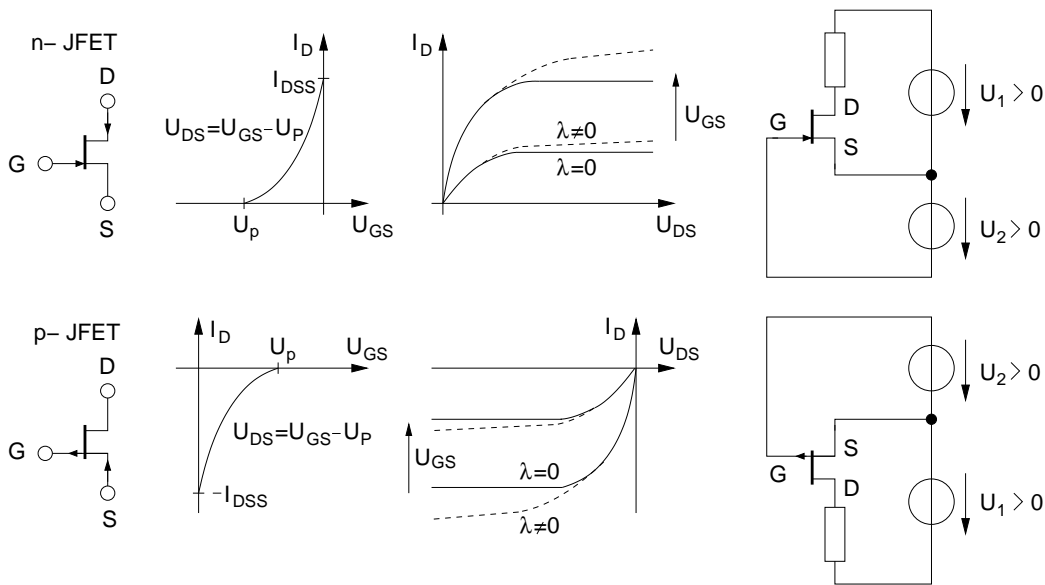 n– JFET
D
G
S
I_D
I_DSS
U_DS=U_GS–U_P
U_p
U_GS
I_D
λ≠0
λ=0
U_GS
U_DS
D
G
S
U_1 > 0
U_2 > 0
p– JFET
D
G
S
I_D
U_p
U_GS
U_DS=U_GS–U_P
–I_DSS
I_D
U_DS
U_GS
λ=0
λ≠0
U_2 > 0
S
G
D
U_1 > 0